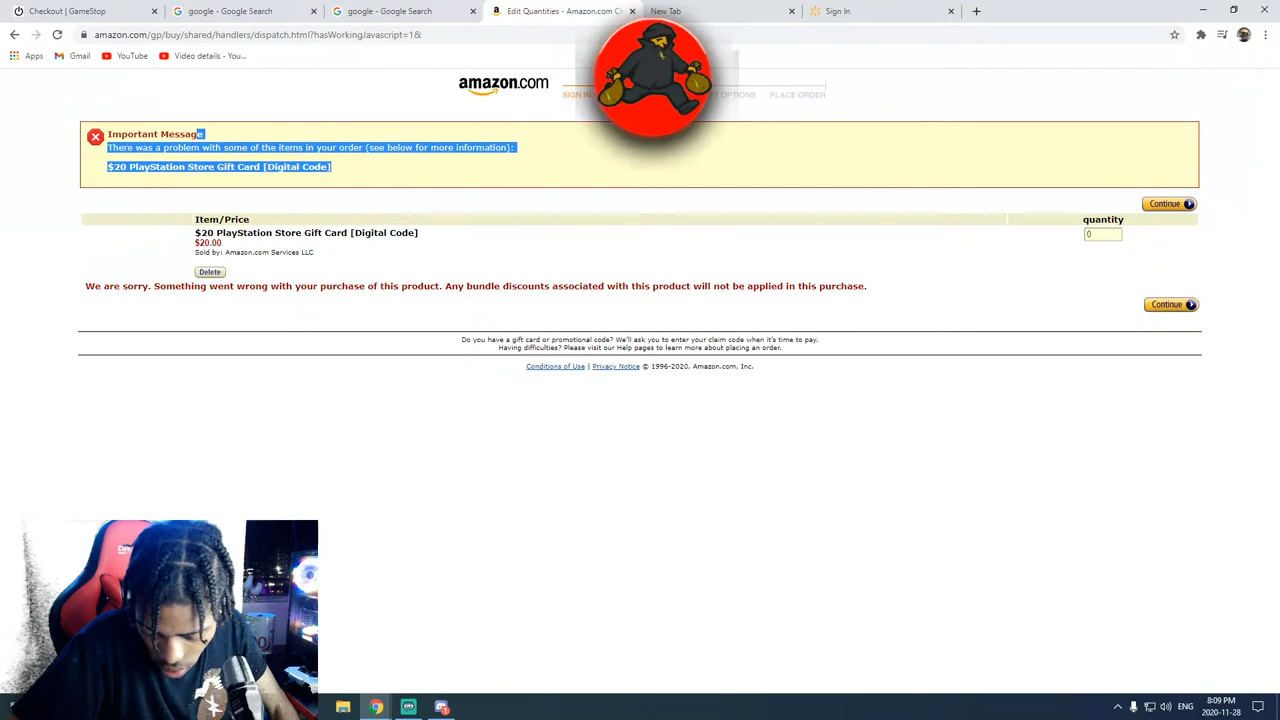 Checkout | GameStop
google - Google Search
google - Google Search
Edit Quantities - Amazon.com Ch
New Tab
Sign In
amazon.com/gp/buy/shared/handlers/dispatch.html?hasWorkingJavascript=1&
Apps
Gmail
YouTube
Video details - You...
amazon.com
SIGN IN
T OPTIONS
PLACE ORDER
Important Message
There was a problem with some of the items in your order (see below for more information):
$20 PlayStation Store Gift Card [Digital Code]
Continue
Item/Price
quantity
$20 PlayStation Store Gift Card [Digital Code]
0
$20.00
Sold by: Amazon.com Services LLC
Delete
We are sorry. Something went wrong with your purchase of this product. Any bundle discounts associated with this product will not be applied in this purchase.
Continue
Do you have a gift card or promotional code? We'll ask you to enter your claim code when it's time to pay.
Having difficulties? Please visit our Help pages to learn more about placing an order.
Conditions of Use | Privacy Notice © 1996-2020, Amazon.com, Inc.
ENG
8:09 PM
2020-11-28